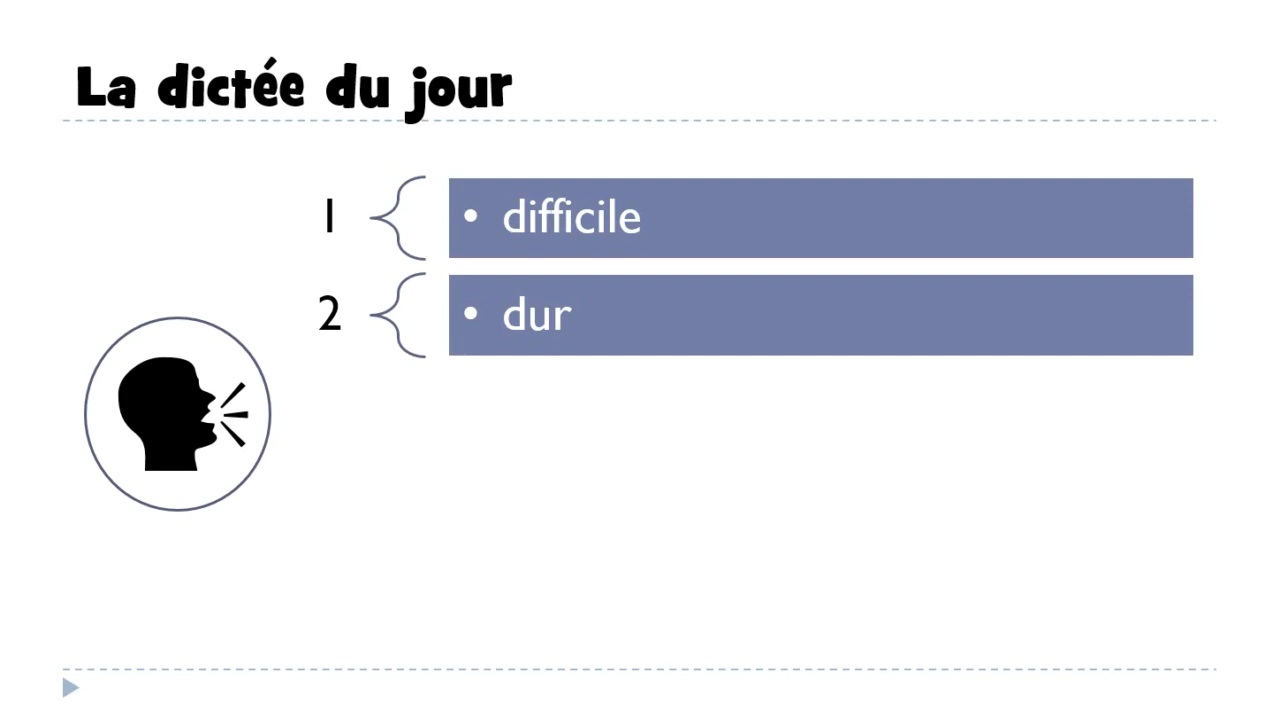 La dictée du jour
1 • difficile
2 • dur